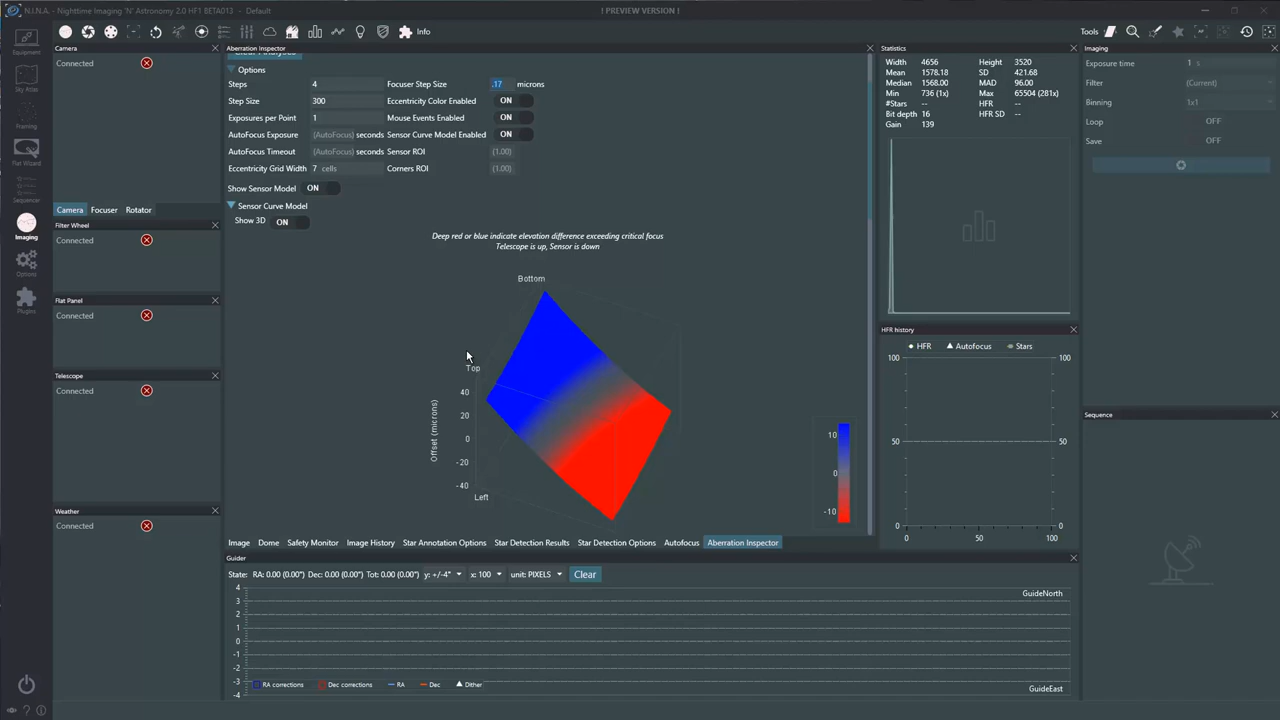 N.I.N.A. - Nighttime Imaging 'N' Astronomy 2.0 HF1 BETA013 - Default
! PREVIEW VERSION !
Info
Tools
Equipment
Sky Atlas
Framing
Flat Wizard
Sequencer
Imaging
Options
Plugins
Camera
Connected
Camera Focuser Rotator
Filter Wheel
Connected
Flat Panel
Connected
Telescope
Connected
Weather
Connected
Aberration Inspector
Clear Analyses
Options
Steps 4 Focuser Step Size .17 microns
Step Size 300 Eccentricity Color Enabled ON
Exposures per Point 1 Mouse Events Enabled ON
AutoFocus Exposure (AutoFocus) seconds Sensor Curve Model Enabled ON
AutoFocus Timeout (AutoFocus) seconds Sensor ROI (1.00)
Eccentricity Grid Width 7 cells Corners ROI (1.00)
Show Sensor Model ON
Sensor Curve Model
Show 3D ON
Deep red or blue indicate elevation difference exceeding critical focus
Telescope is up, Sensor is down
Bottom
Top
40
20
0
-20
-40
Offset (microns)
Left
10
0
-10
Image Dome Safety Monitor Image History Star Annotation Options Star Detection Results Star Detection Options Autofocus Aberration Inspector
Guider
State: RA: 0.00 (0.00") Dec: 0.00 (0.00") Tot: 0.00 (0.00") y: +/-4" x: 100 unit: PIXELS Clear
4
3
2
1
0
-1
-2
-3
-4
GuideNorth
GuideEast
RA corrections Dec corrections RA Dec Dither
Statistics
Width 4656 Height 3520
Mean 1578.18 SD 421.68
Median 1568.00 MAD 96.00
Min 736 (1x) Max 65504 (281x)
#Stars -- HFR --
Bit depth 16 HFR SD --
Gain 139
HFR history
HFR Autofocus Stars
100 100
50 50
0 0
0 50 100
Imaging
Exposure time 1 s
Filter (Current)
Binning 1x1
Loop OFF
Save OFF
Sequence